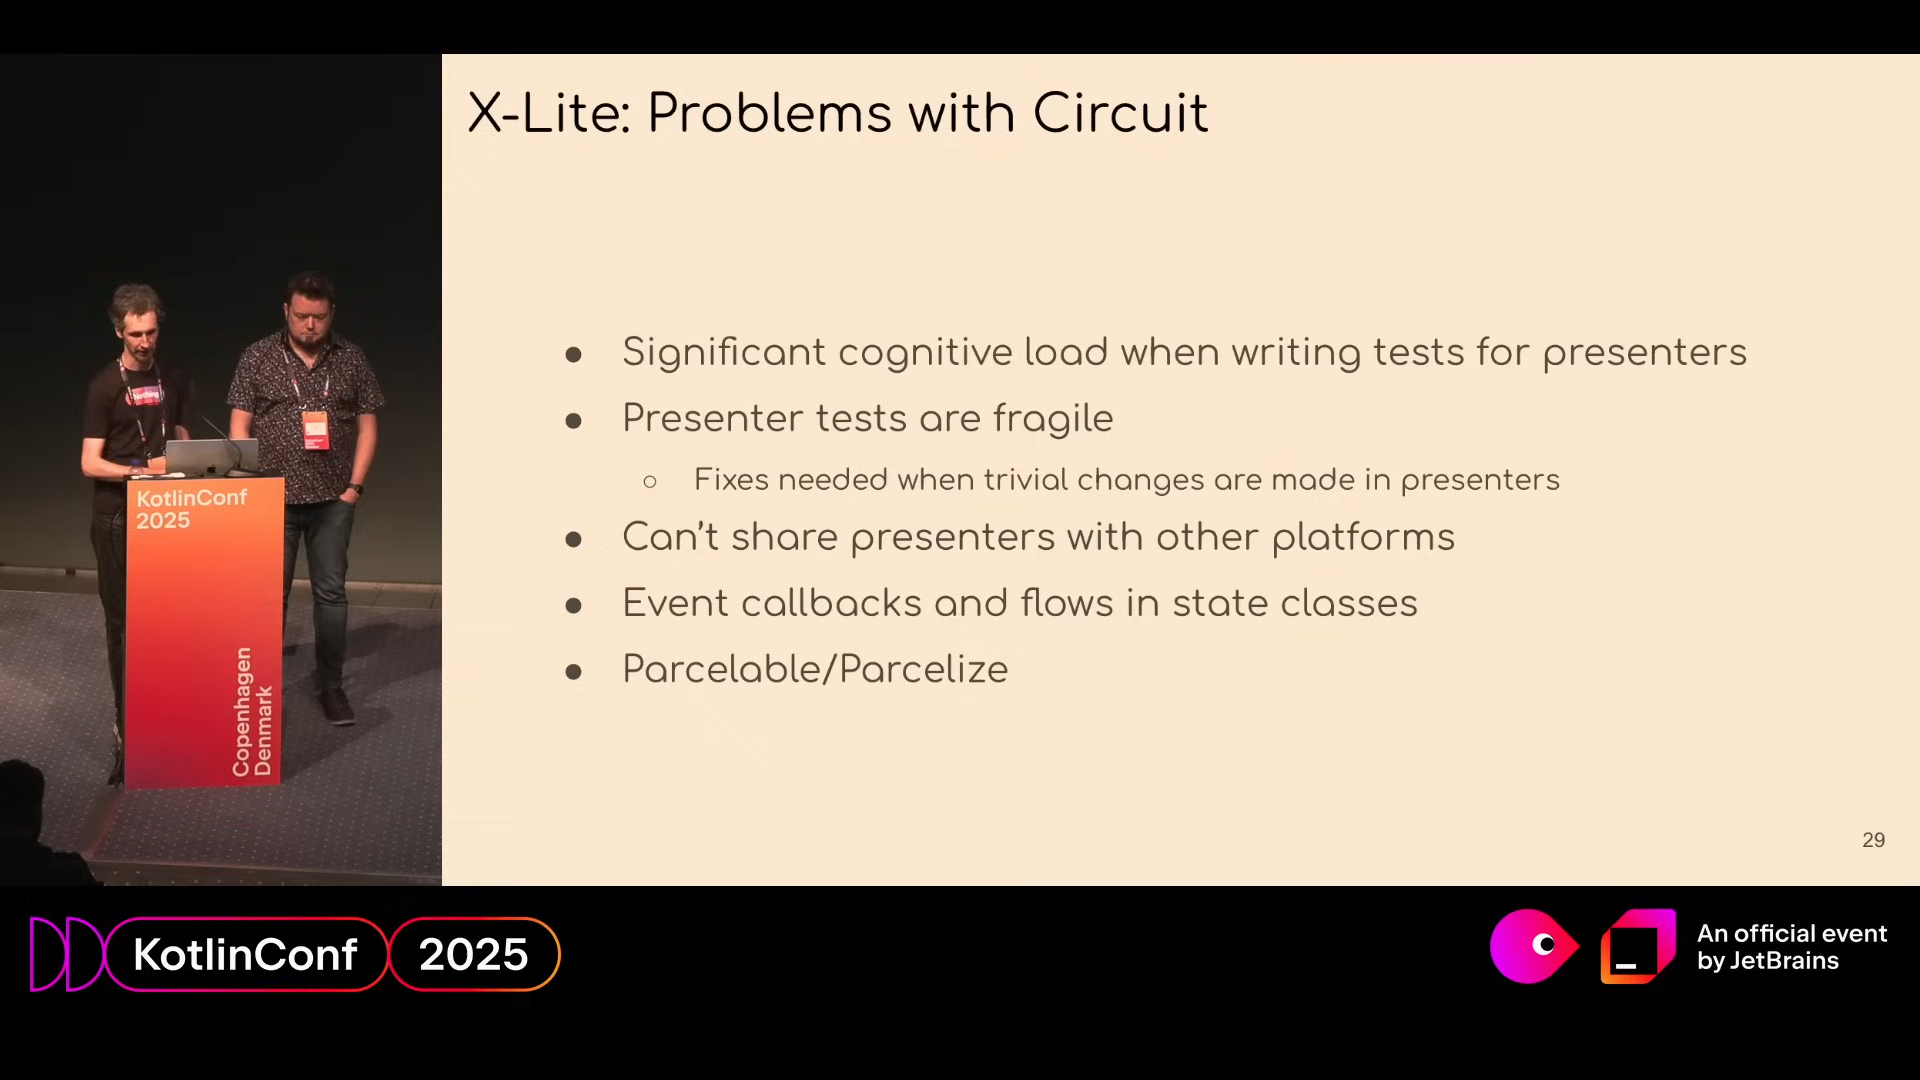 X-Lite: Problems with Circuit
● Significant cognitive load when writing tests for presenters
● Presenter tests are fragile
○ Fixes needed when trivial changes are made in presenters
● Can’t share presenters with other platforms
● Event callbacks and flows in state classes
● Parcelable/Parcelize
29
Nothing
KotlinConf
2025
Copenhagen
Denmark
KotlinConf 2025
An official event
by JetBrains